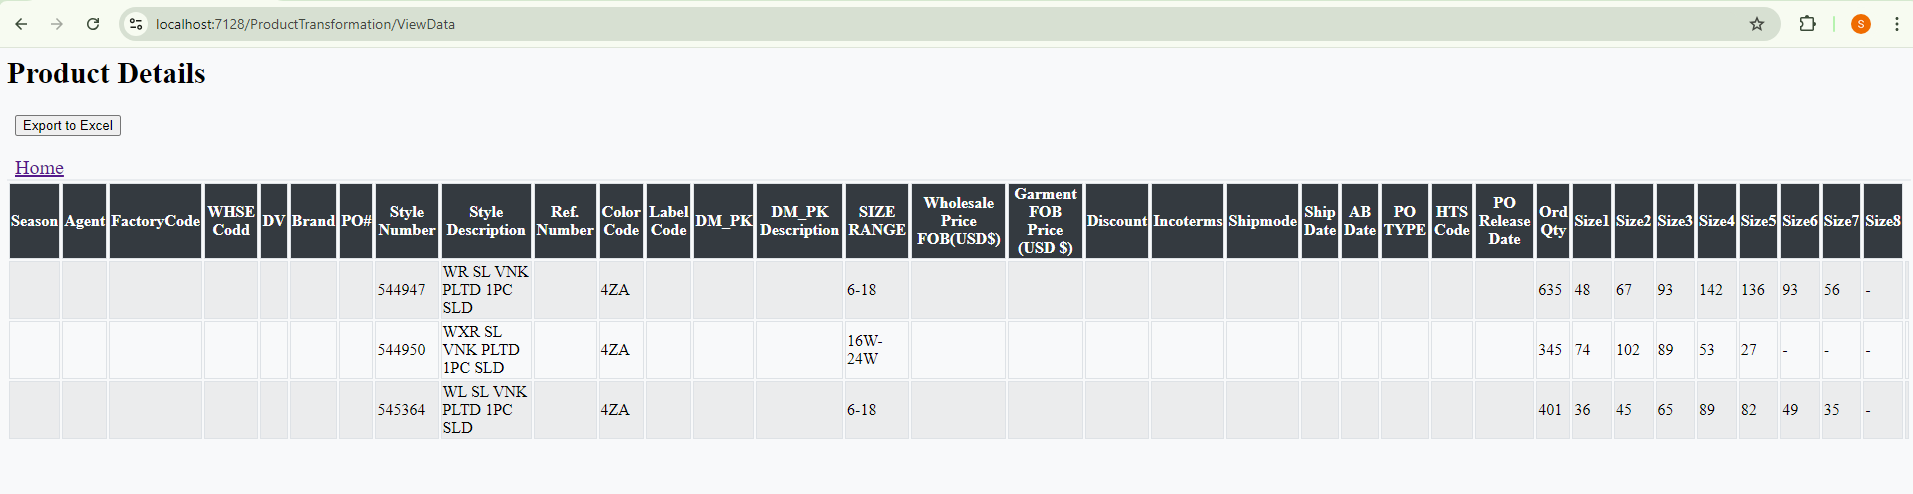 localhost:7128/ProductTransformation/ViewData
S
Product Details
Export to Excel
Home
Season Agent FactoryCode WHSE Codd DV Brand PO# Style Number Style Description Ref. Number Color Code Label Code DM_PK DM_PK Description SIZE RANGE Wholesale Price FOB(USD$) Garment FOB Price (USD $) Discount Incoterms Shipmode Ship Date AB Date PO TYPE HTS Code PO Release Date Ord Qty Size1 Size2 Size3 Size4 Size5 Size6 Size7 Size8
544947 WR SL VNK PLTD 1PC SLD 4ZA 6-18 635 48 67 93 142 136 93 56 -
544950 WXR SL VNK PLTD 1PC SLD 4ZA 16W-24W 345 74 102 89 53 27 - - -
545364 WL SL VNK PLTD 1PC SLD 4ZA 6-18 401 36 45 65 89 82 49 35 -